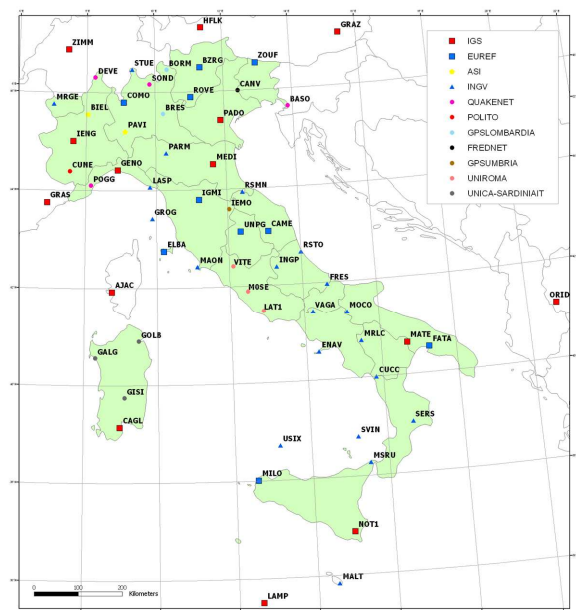 HFLK
GRAZ
ZIMM
IGS
EUREF
ASI
INGV
QUAKENET
POLITO
GPSLOMBARDIA
FREDNET
GPSUMBRIA
UNIROMA
UNICA-SARDINIAIT
STUE
BORM
BZRG
ZOUF
DEVE
SOND
CANV
MRGE
COMO
ROVE
BASO
BIEL
BRES
PADO
PAVI
IENG
PARM
MEDI
CUNE
GENO
POGG
LASP
RSMN
GRAS
IGMI
IEMO
GROG
UNPG
CAME
ELBA
RSTO
MAON
VITE
INGP
AJAC
M0SE
FRES
ORID
LAT1
VAGA
MOCO
GOLB
MRLC
MATE
FATA
GALG
ENAV
CUCC
GISI
CAGL
SERS
USIX
SVIN
MSRU
MILO
NOT1
MALT
LAMP
0
100
200
Kilometers